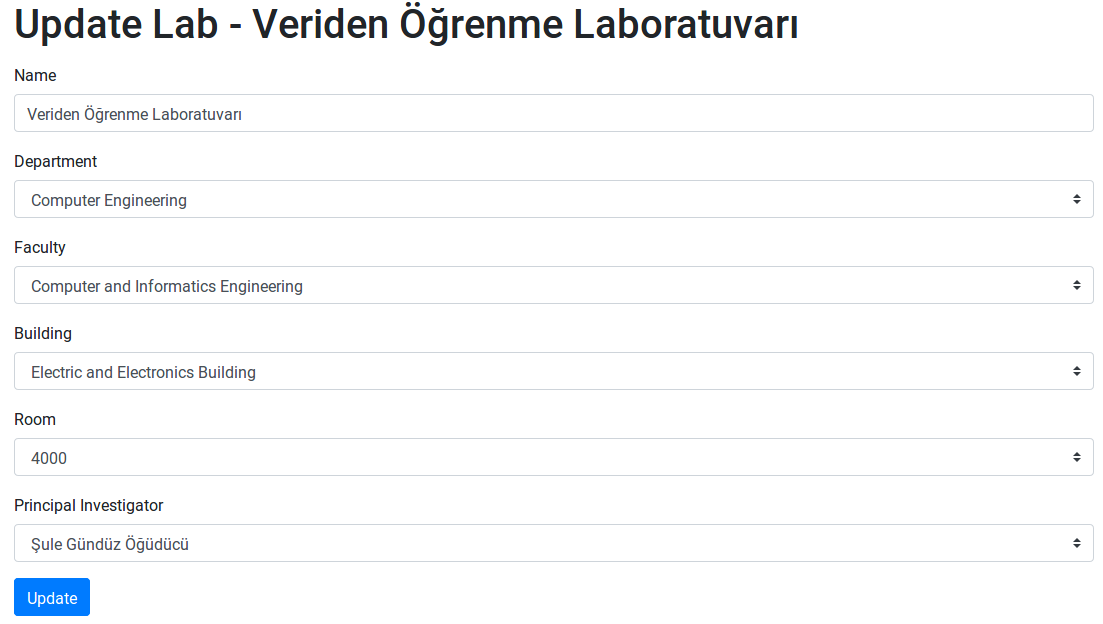 Update Lab - Veriden Öğrenme Laboratuvarı
Name
Veriden Öğrenme Laboratuvarı
Department
Computer Engineering
Faculty
Computer and Informatics Engineering
Building
Electric and Electronics Building
Room
4000
Principal Investigator
Şule Gündüz Öğüdücü
Update